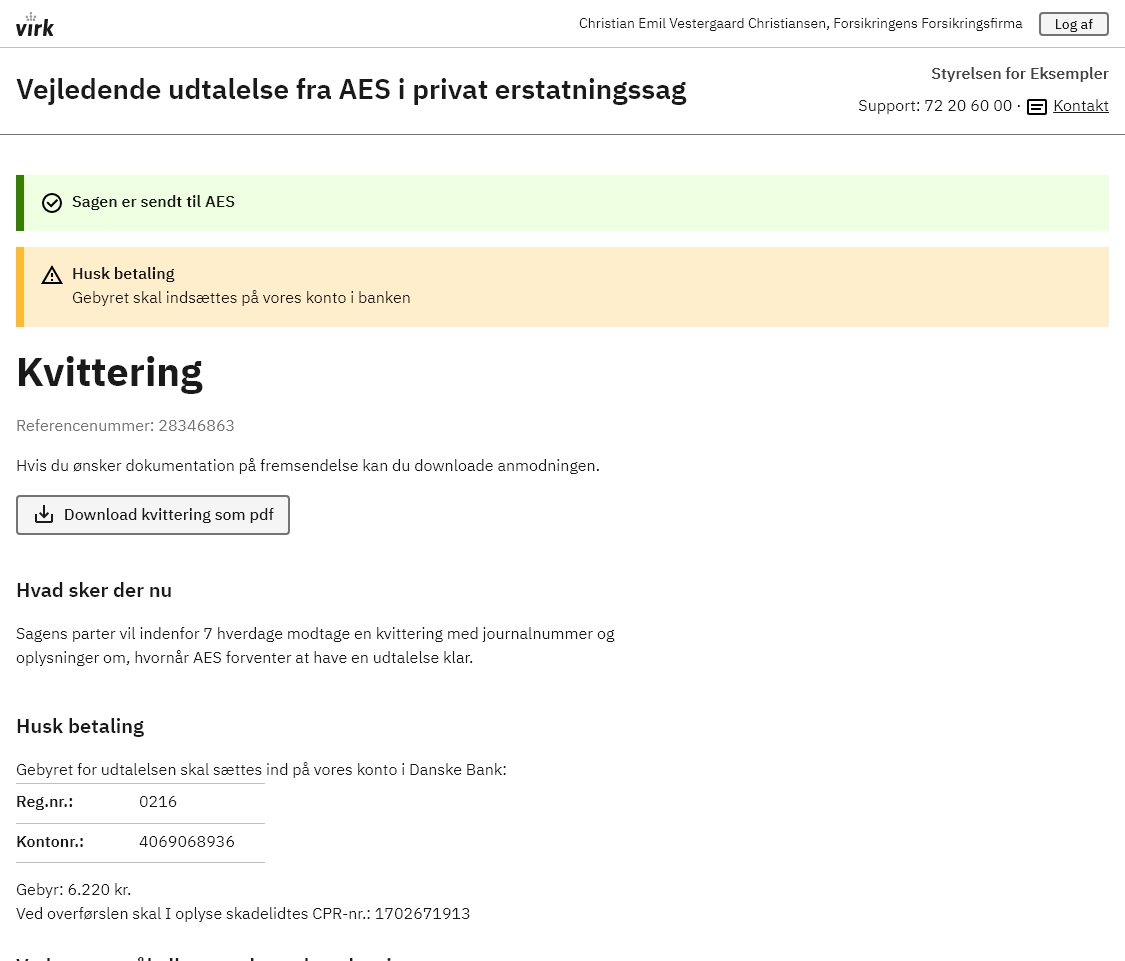 virk
Christian Emil Vestergaard Christiansen, Forsikringens Forsikringsfirma
Log af
Vejledende udtalelse fra AES i privat erstatningssag
Styrelsen for Eksempler
Support: 72 20 60 00 · Kontakt
Sagen er sendt til AES
Husk betaling
Gebyret skal indsættes på vores konto i banken
Kvittering
Referencenummer: 28346863
Hvis du ønsker dokumentation på fremsendelse kan du downloade anmodningen.
Download kvittering som pdf
Hvad sker der nu
Sagens parter vil indenfor 7 hverdage modtage en kvittering med journalnummer og
oplysninger om, hvornår AES forventer at have en udtalelse klar.
Husk betaling
Gebyret for udtalelsen skal sættes ind på vores konto i Danske Bank:
Reg.nr.: 0216
Kontonr.: 4069068936
Gebyr: 6.220 kr.
Ved overførslen skal I oplyse skadelidtes CPR-nr.: 1702671913